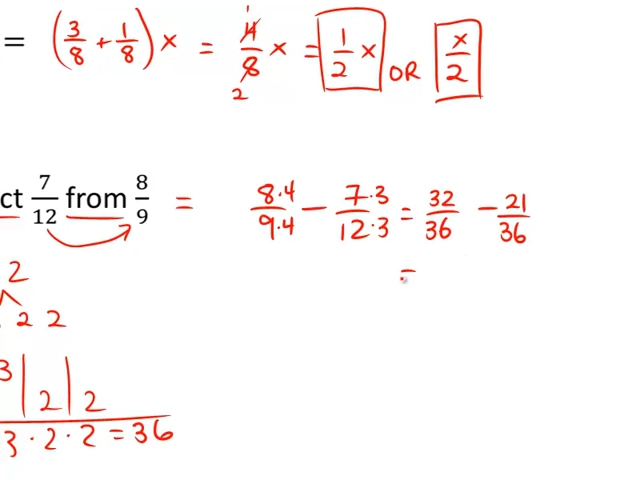 = (3/8 + 1/8) x = 4/8 x = 1/2 x OR x/2
1
2
ct 7/12 from 8/9 = 8·4/9·4 − 7·3/12·3 = 32/36 − 21/36
=
2
2 2
3 | 2 | 2
3 · 2 · 2 = 36